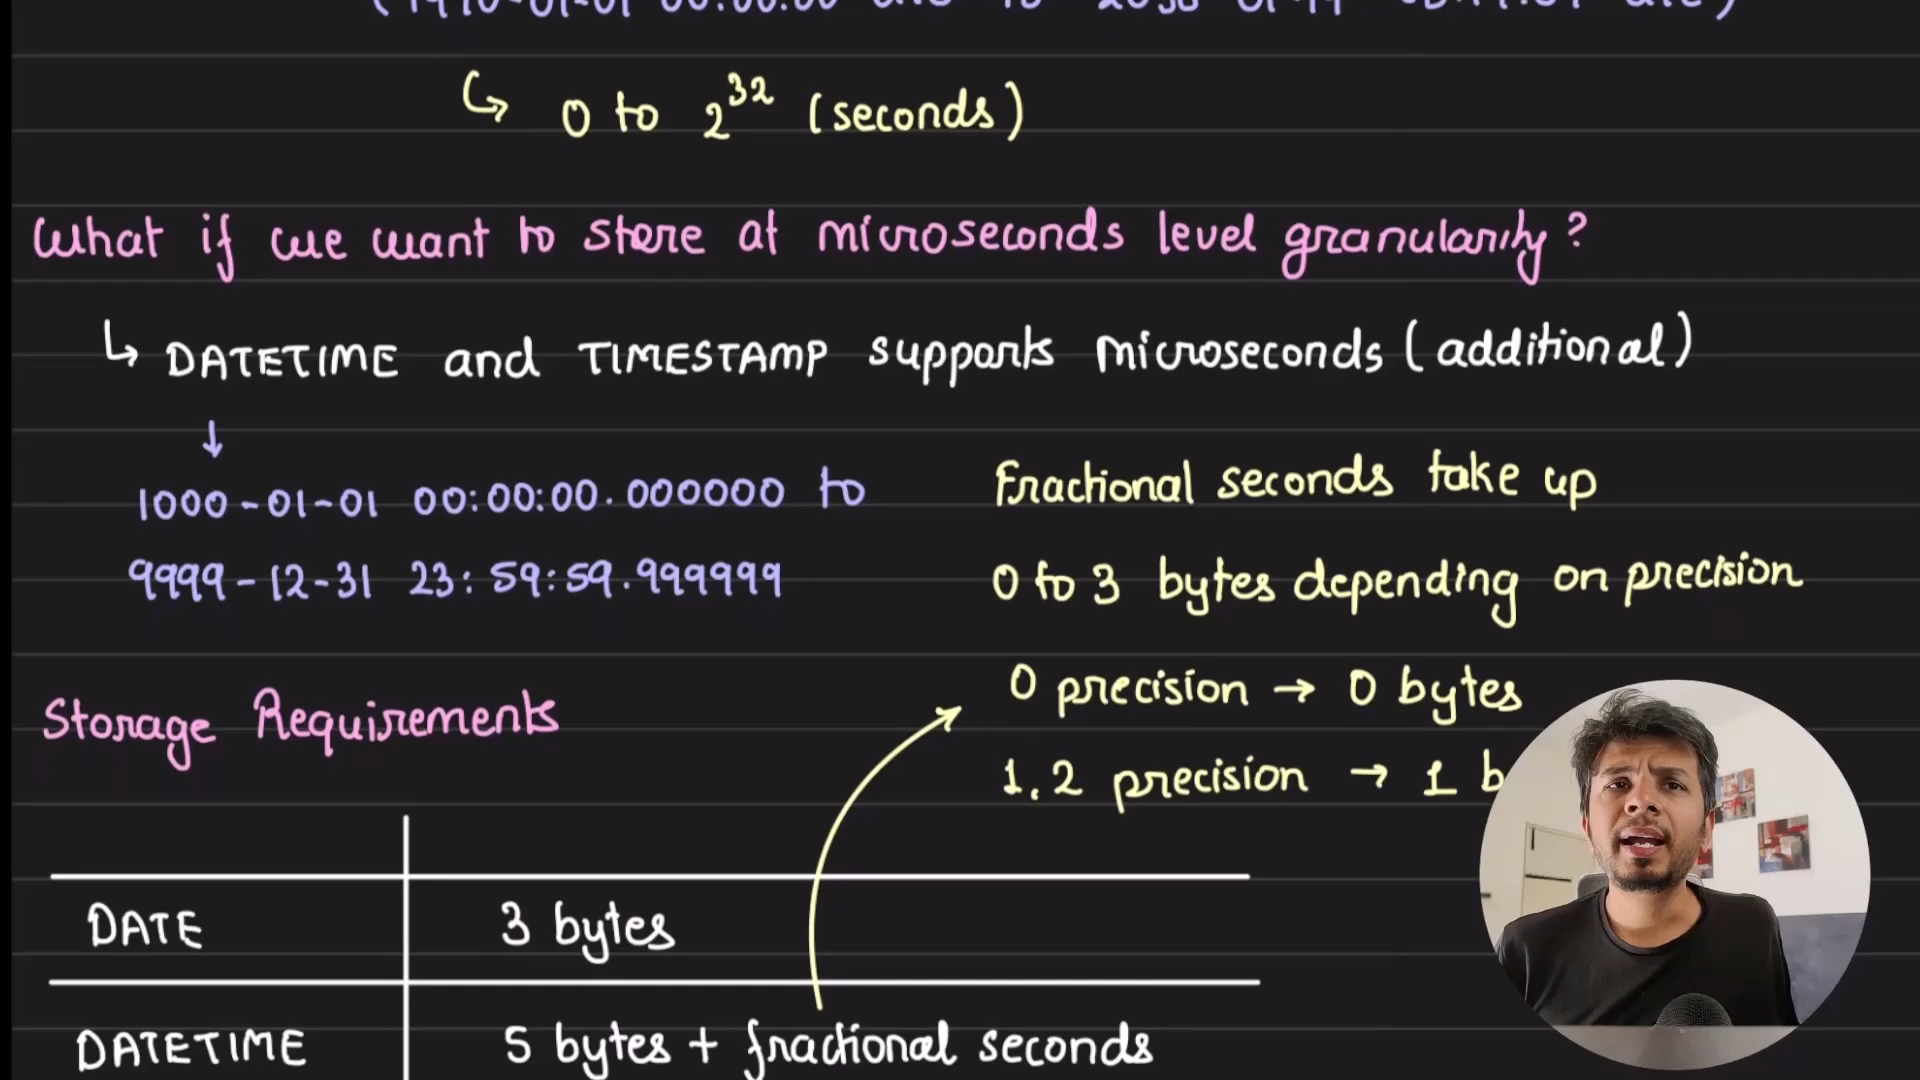 ↳ 0 to 2^32 (seconds)
What if we want to store at microseconds level granularity?
↳ DATETIME and TIMESTAMP supports microseconds (additional)
↓
1000-01-01 00:00:00.000000 to
9999-12-31 23:59:59.999999
Fractional seconds take up
0 to 3 bytes depending on precision
0 precision → 0 bytes
1,2 precision → 1 b
Storage Requirements
DATE 3 bytes
DATETIME 5 bytes + fractional seconds